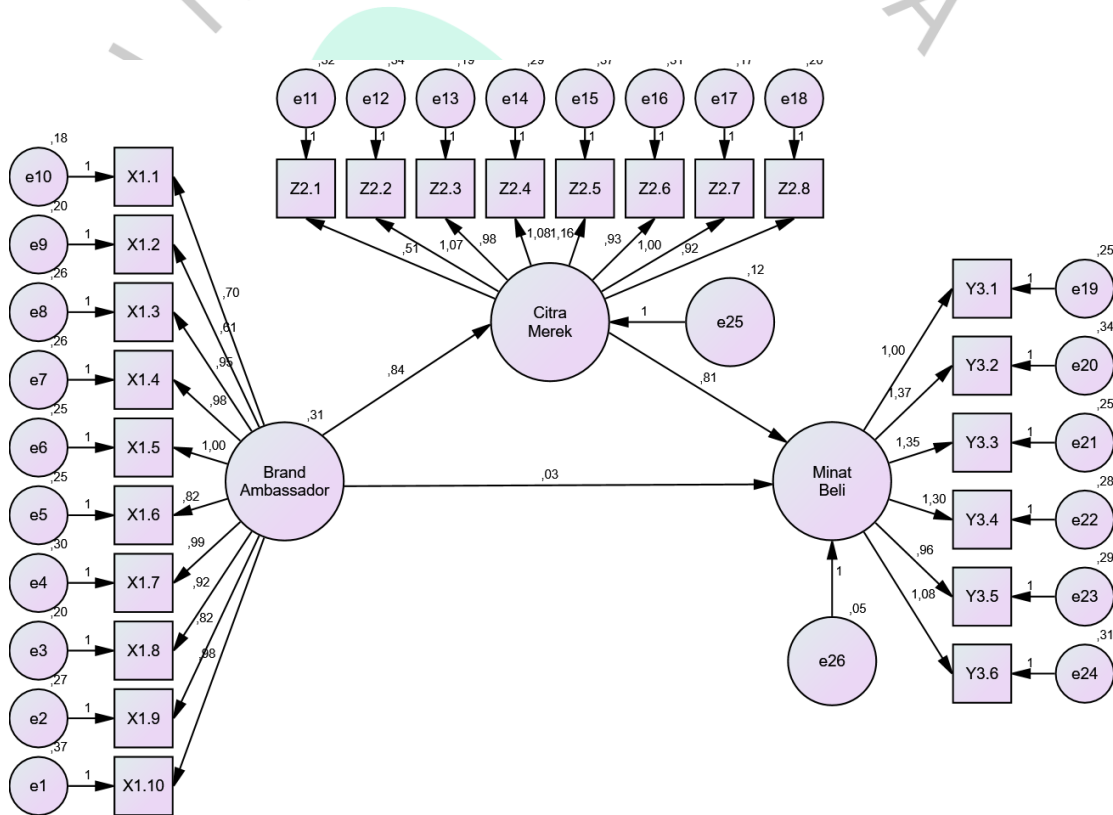 A
e11
e12
e13
e14
e15
e16
e17
e18
1 1 1 1 1 1 1 1
Z2.1
Z2.2
Z2.3
Z2.4
Z2.5
Z2.6
Z2.7
Z2.8
,51
1,07
,98
1,08
1,16
,93
1,00
,92
Citra
Merek
1
e25
,12
,18
e10 1 X1.1
,20
e9 1 X1.2
,26
e8 1 X1.3
,26
e7 1 X1.4
,25
e6 1 X1.5
,25
e5 1 X1.6
,30
e4 1 X1.7
,20
e3 1 X1.8
,27
e2 1 X1.9
,37
e1 1 X1.10
,70
,61
,95
,98
1,00
,82
,99
,92
,82
,98
,31
Brand
Ambassador
,84
,03
,81
Minat
Beli
1
,05
e26
1,00
1,37
1,35
1,30
,96
1,08
,25
Y3.1 1 e19
,34
Y3.2 1 e20
,25
Y3.3 1 e21
,28
Y3.4 1 e22
,29
Y3.5 1 e23
,31
Y3.6 1 e24